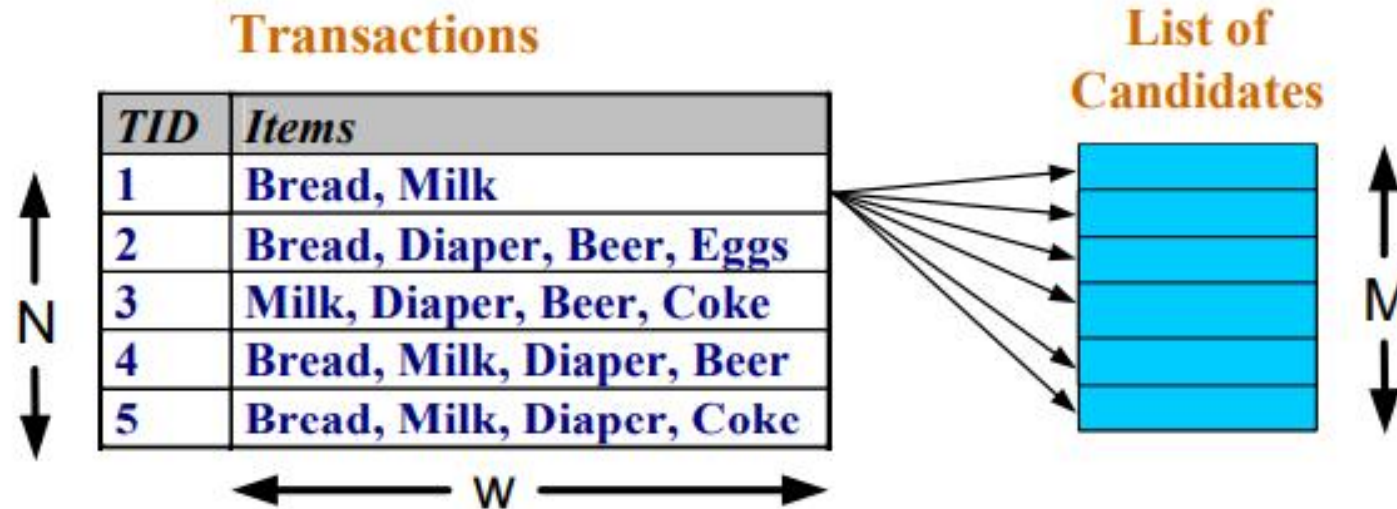 Transactions
List of
Candidates
TID Items
1 Bread, Milk
2 Bread, Diaper, Beer, Eggs
3 Milk, Diaper, Beer, Coke
4 Bread, Milk, Diaper, Beer
5 Bread, Milk, Diaper, Coke
N
M
w